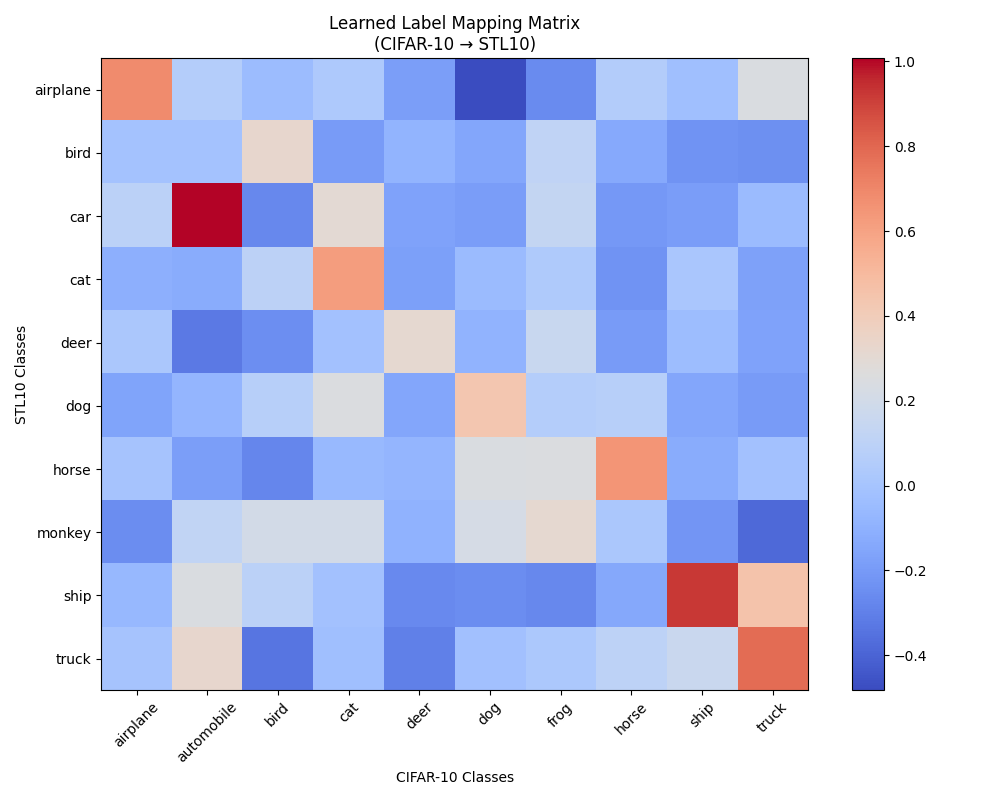 Learned Label Mapping Matrix
(CIFAR-10 → STL10)
STL10 Classes
airplane
bird
car
cat
deer
dog
horse
monkey
ship
truck
airplane
automobile
bird
cat
deer
dog
frog
horse
ship
truck
CIFAR-10 Classes
1.0
0.8
0.6
0.4
0.2
0.0
−0.2
−0.4